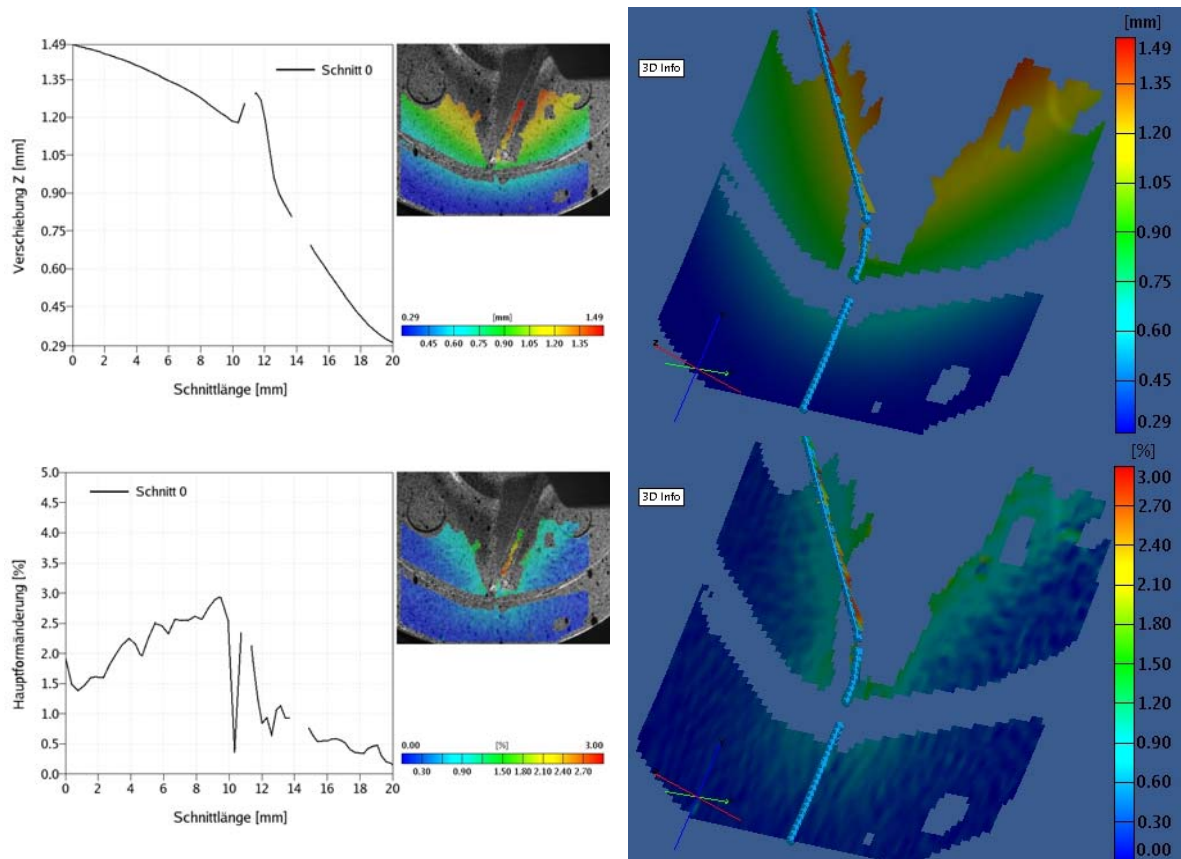 1.49
1.35
1.20
1.05
0.90
0.75
0.60
0.45
0.29
Verschiebung Z [mm]
Schnitt 0
0 2 4 6 8 10 12 14 16 18 20
Schnittlänge [mm]
0.29 [mm] 1.49
0.45 0.60 0.75 0.90 1.05 1.20 1.35
3D Info
z
[mm]
1.49
1.35
1.20
1.05
0.90
0.75
0.60
0.45
0.29
5.0
4.5
4.0
3.5
3.0
2.5
2.0
1.5
1.0
0.5
0.0
Hauptformänderung [%]
Schnitt 0
0 2 4 6 8 10 12 14 16 18 20
Schnittlänge [mm]
0.00 [%] 3.00
0.30 0.90 1.50 1.80 2.10 2.40 2.70
3D Info
[%]
3.00
2.70
2.40
2.10
1.80
1.50
1.20
0.90
0.60
0.30
0.00